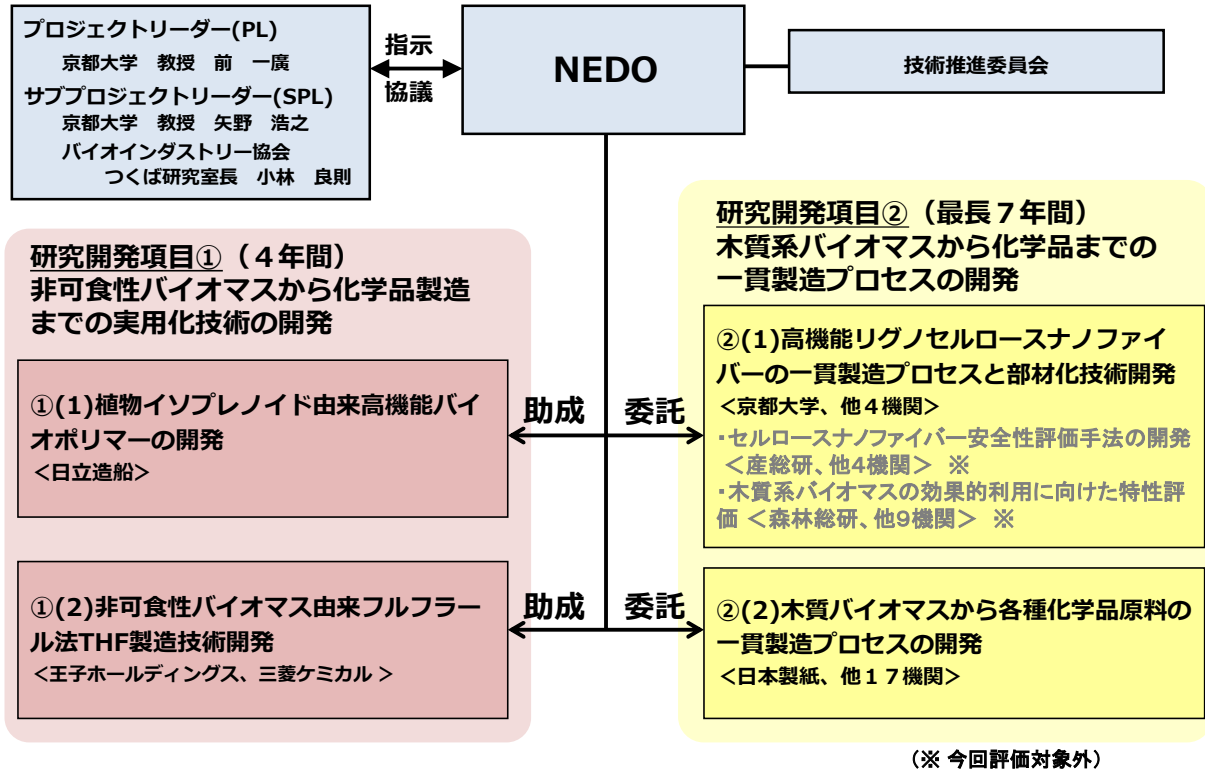 プロジェクトリーダー(PL)
京都大学 教授 前 一廣
サブプロジェクトリーダー(SPL)
京都大学 教授 矢野 浩之
バイオインダストリー協会
つくば研究室長 小林 良則
指示
協議
NEDO
技術推進委員会
研究開発項目①（４年間）
非可食性バイオマスから化学品製造
までの実用化技術の開発
①(1)植物イソプレノイド由来高機能バイ
オポリマーの開発
＜日立造船＞
①(2)非可食性バイオマス由来フルフラー
ル法THF製造技術開発
＜王子ホールディングス、三菱ケミカル ＞
助成
委託
助成
委託
研究開発項目②（最長７年間）
木質系バイオマスから化学品までの
一貫製造プロセスの開発
②(1)高機能リグノセルロースナノファイ
バーの一貫製造プロセスと部材化技術開発
＜京都大学、他４機関＞
・セルロースナノファイバー安全性評価手法の開発
＜産総研、他4機関＞ ※
・木質系バイオマスの効果的利用に向けた特性評
価 ＜森林総研、他9機関＞ ※
②(2)木質バイオマスから各種化学品原料の
一貫製造プロセスの開発
＜日本製紙、他１７機関＞
（※ 今回評価対象外）